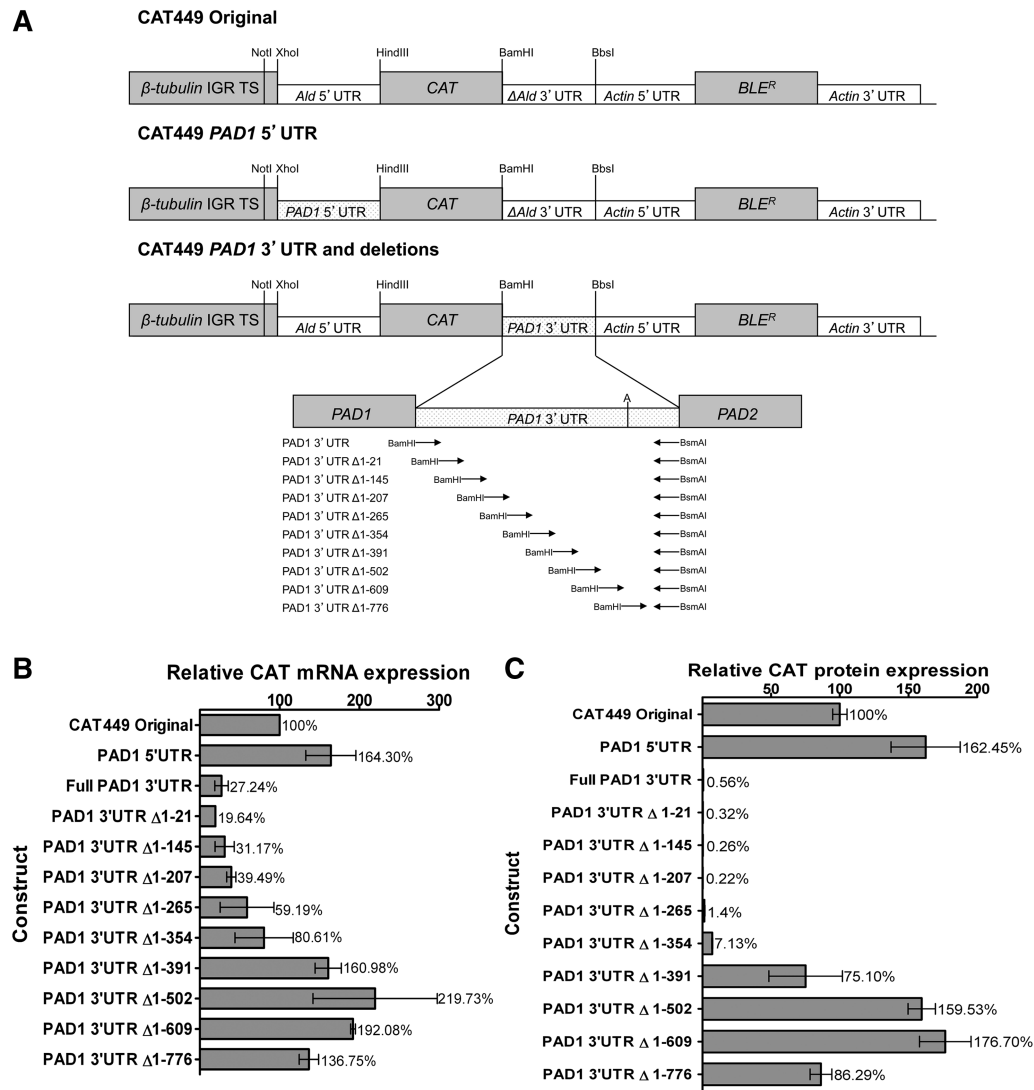 A
CAT449 Original
NotI XhoI HindIII BamHI BbsI
β-tubulin IGR TS Ald 5' UTR CAT ΔAld 3' UTR Actin 5' UTR BLE^R Actin 3' UTR
CAT449 PAD1 5' UTR
NotI XhoI HindIII BamHI BbsI
β-tubulin IGR TS PAD1 5' UTR CAT ΔAld 3' UTR Actin 5' UTR BLE^R Actin 3' UTR
CAT449 PAD1 3' UTR and deletions
NotI XhoI HindIII BamHI BbsI
β-tubulin IGR TS Ald 5' UTR CAT PAD1 3' UTR Actin 5' UTR BLE^R Actin 3' UTR
A
PAD1 PAD1 3' UTR PAD2
PAD1 3' UTR BamHI BsmAI
PAD1 3' UTR Δ1-21 BamHI BsmAI
PAD1 3' UTR Δ1-145 BamHI BsmAI
PAD1 3' UTR Δ1-207 BamHI BsmAI
PAD1 3' UTR Δ1-265 BamHI BsmAI
PAD1 3' UTR Δ1-354 BamHI BsmAI
PAD1 3' UTR Δ1-391 BamHI BsmAI
PAD1 3' UTR Δ1-502 BamHI BsmAI
PAD1 3' UTR Δ1-609 BamHI BsmAI
PAD1 3' UTR Δ1-776 BamHI BsmAI
B
Relative CAT mRNA expression
100 200 300
Construct
CAT449 Original 100%
PAD1 5'UTR 164.30%
Full PAD1 3'UTR 27.24%
PAD1 3'UTR Δ1-21 19.64%
PAD1 3'UTR Δ1-145 31.17%
PAD1 3'UTR Δ1-207 39.49%
PAD1 3'UTR Δ1-265 59.19%
PAD1 3'UTR Δ1-354 80.61%
PAD1 3'UTR Δ1-391 160.98%
PAD1 3'UTR Δ1-502 219.73%
PAD1 3'UTR Δ1-609 192.08%
PAD1 3'UTR Δ1-776 136.75%
C
Relative CAT protein expression
50 100 150 200
Construct
CAT449 Original 100%
PAD1 5'UTR 162.45%
Full PAD1 3'UTR 0.56%
PAD1 3'UTR Δ 1-21 0.32%
PAD1 3'UTR Δ 1-145 0.26%
PAD1 3'UTR Δ 1-207 0.22%
PAD1 3'UTR Δ 1-265 1.4%
PAD1 3'UTR Δ 1-354 7.13%
PAD1 3'UTR Δ 1-391 75.10%
PAD1 3'UTR Δ 1-502 159.53%
PAD1 3'UTR Δ 1-609 176.70%
PAD1 3'UTR Δ 1-776 86.29%